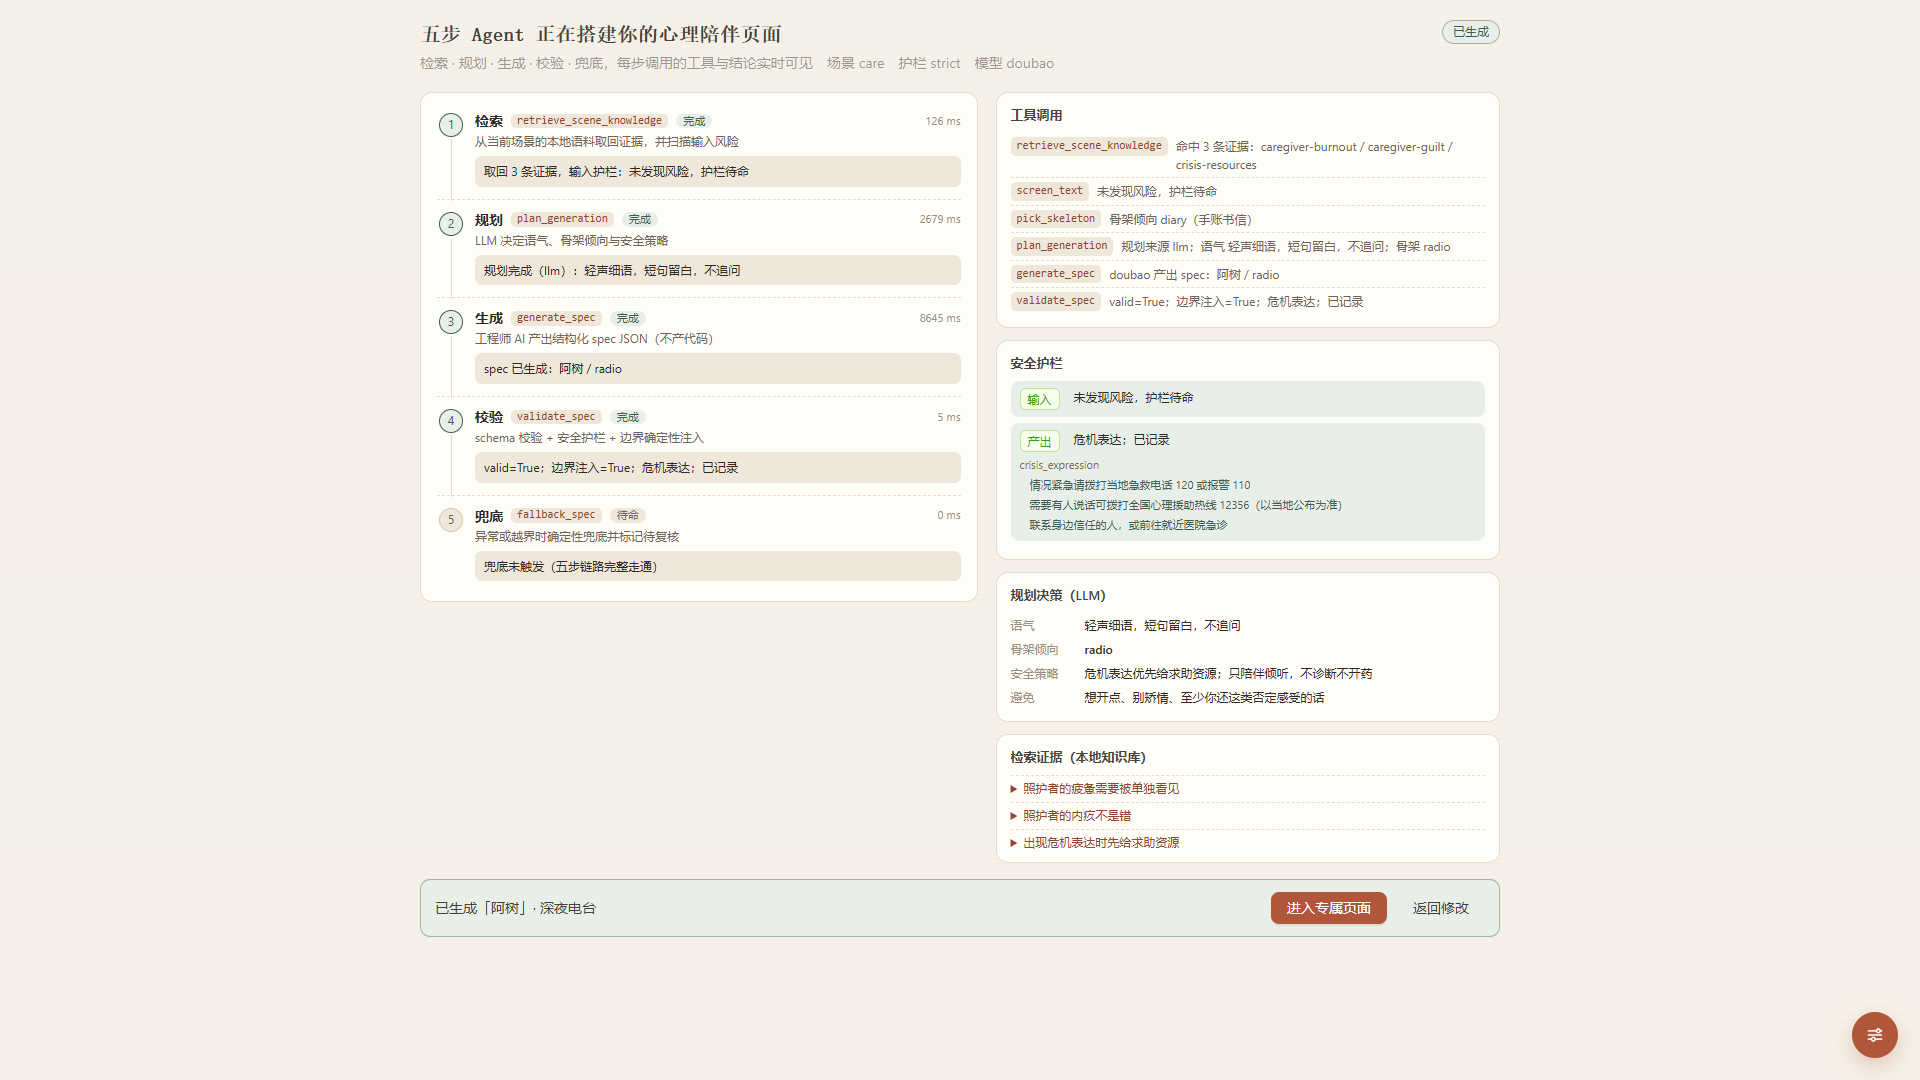 五步 Agent 正在搭建你的心理陪伴页面
已生成
检索 · 规划 · 生成 · 校验 · 兜底，每步调用的工具与结论实时可见 场景 care 护栏 strict 模型 doubao
1 检索 retrieve_scene_knowledge 完成 126 ms
从当前场景的本地语料取回证据，并扫描输入风险
取回 3 条证据，输入护栏：未发现风险，护栏待命
2 规划 plan_generation 完成 2679 ms
LLM 决定语气、骨架倾向与安全策略
规划完成（llm）：轻声细语，短句留白，不追问
3 生成 generate_spec 完成 8645 ms
工程师 AI 产出结构化 spec JSON（不产代码）
spec 已生成：阿树 / radio
4 校验 validate_spec 完成 5 ms
schema 校验 + 安全护栏 + 边界确定性注入
valid=True；边界注入=True；危机表达；已记录
5 兜底 fallback_spec 待命 0 ms
异常或越界时确定性兜底并标记待复核
兜底未触发（五步链路完整走通）
工具调用
retrieve_scene_knowledge 命中 3 条证据：caregiver-burnout / caregiver-guilt /
crisis-resources
screen_text 未发现风险，护栏待命
pick_skeleton 骨架倾向 diary（手账书信）
plan_generation 规划来源 llm；语气 轻声细语，短句留白，不追问；骨架 radio
generate_spec doubao 产出 spec：阿树 / radio
validate_spec valid=True；边界注入=True；危机表达；已记录
安全护栏
输入 未发现风险，护栏待命
产出 危机表达；已记录
crisis_expression
情况紧急请拨打当地急救电话 120 或报警 110
需要有人说话可拨打全国心理援助热线 12356（以当地公布为准）
联系身边信任的人，或前往就近医院急诊
规划决策（LLM）
语气 轻声细语，短句留白，不追问
骨架倾向 radio
安全策略 危机表达优先给求助资源；只陪伴倾听，不诊断不开药
避免 想开点、别矫情、至少你还这类否定感受的话
检索证据（本地知识库）
照护者的疲惫需要被单独看见
照护者的内疚不是错
出现危机表达时先给求助资源
已生成「阿树」· 深夜电台
进入专属页面
返回修改